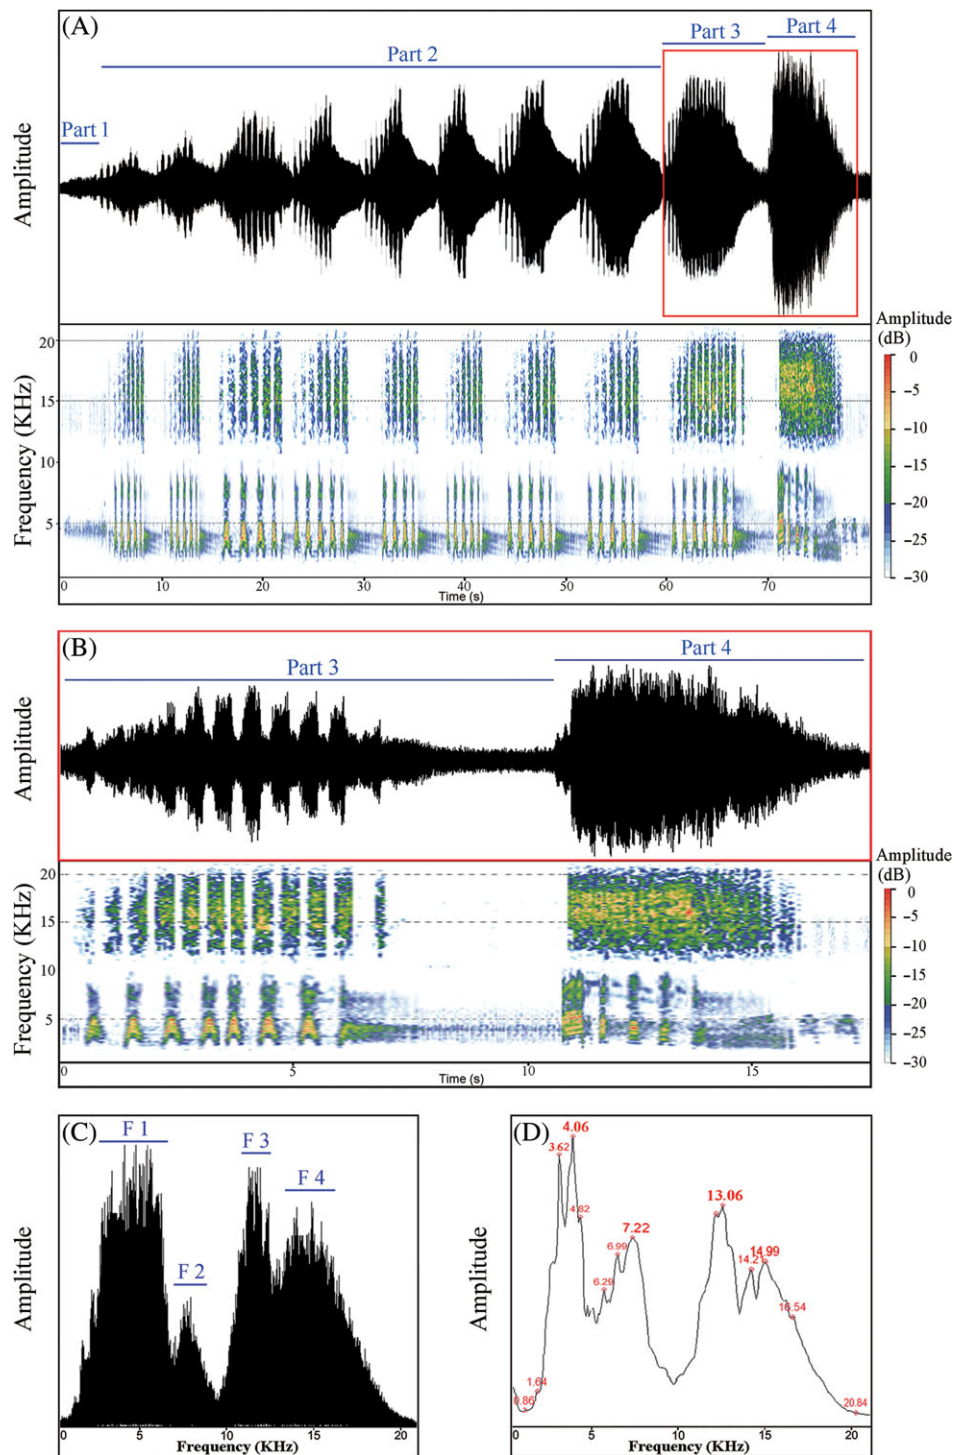 (A)
Part 1
Part 2
Part 3
Part 4
Amplitude
Amplitude
(dB)
Frequency (KHz)
20
15
10
5
0
−5
−10
−15
−20
−25
−30
0 10 20 30 40 50 60 70
Time (s)
(B)
Part 3
Part 4
Amplitude
Amplitude
(dB)
Frequency (KHz)
20
15
10
5
0
−5
−10
−15
−20
−25
−30
0 5 10 15
Time (s)
(C)
F 1
F 2
F 3
F 4
Amplitude
0 5 10 15 20
Frequency (KHz)
(D)
4.06
3.62
4.82
13.06
7.22
6.99
6.29
14.2
14.99
16.54
1.64
0.86
20.84
Amplitude
0 5 10 15 20
Frequency (KHz)